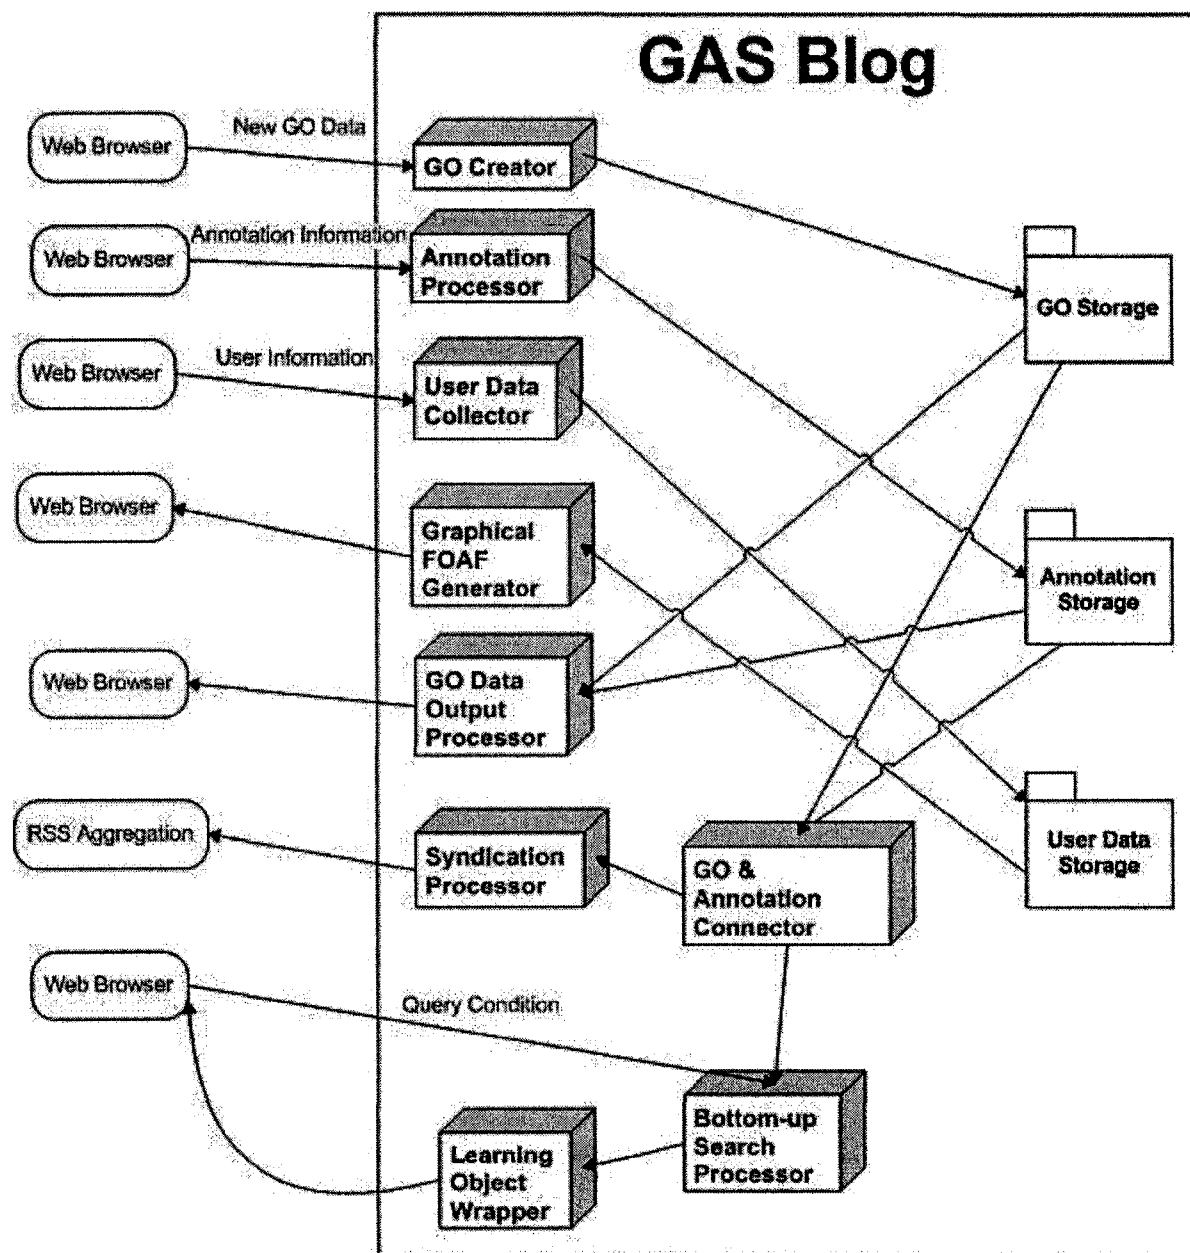 GAS Blog
Web Browser
New GO Data
GO Creator
Web Browser
Annotation Information
Annotation
Processor
GO Storage
Web Browser
User Information
User Data
Collector
Web Browser
Graphical
FOAF
Generator
Annotation
Storage
Web Browser
GO Data
Output
Processor
RSS Aggregation
Syndication
Processor
GO &
Annotation
Connector
User Data
Storage
Web Browser
Query Condition
Bottom-up
Search
Processor
Learning
Object
Wrapper